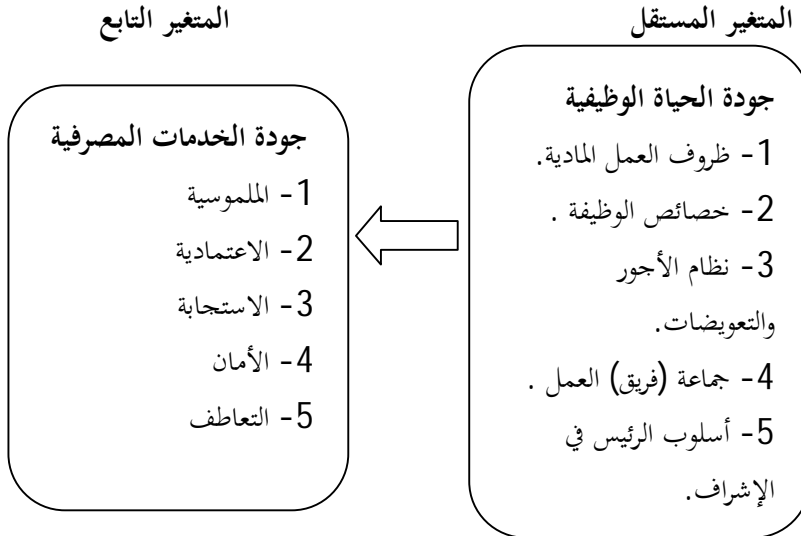 المتغير المستقل
جودة الحياة الوظيفية
1- ظروف العمل المادية.
2- خصائص الوظيفة .
3- نظام الأجور
والتعويضات.
4- جماعة (فريق) العمل .
5- أسلوب الرئيس في
الإشراف.
المتغير التابع
جودة الخدمات المصرفية
1- الملموسية
2- الاعتمادية
3- الاستجابة
4- الأمان
5- التعاطف